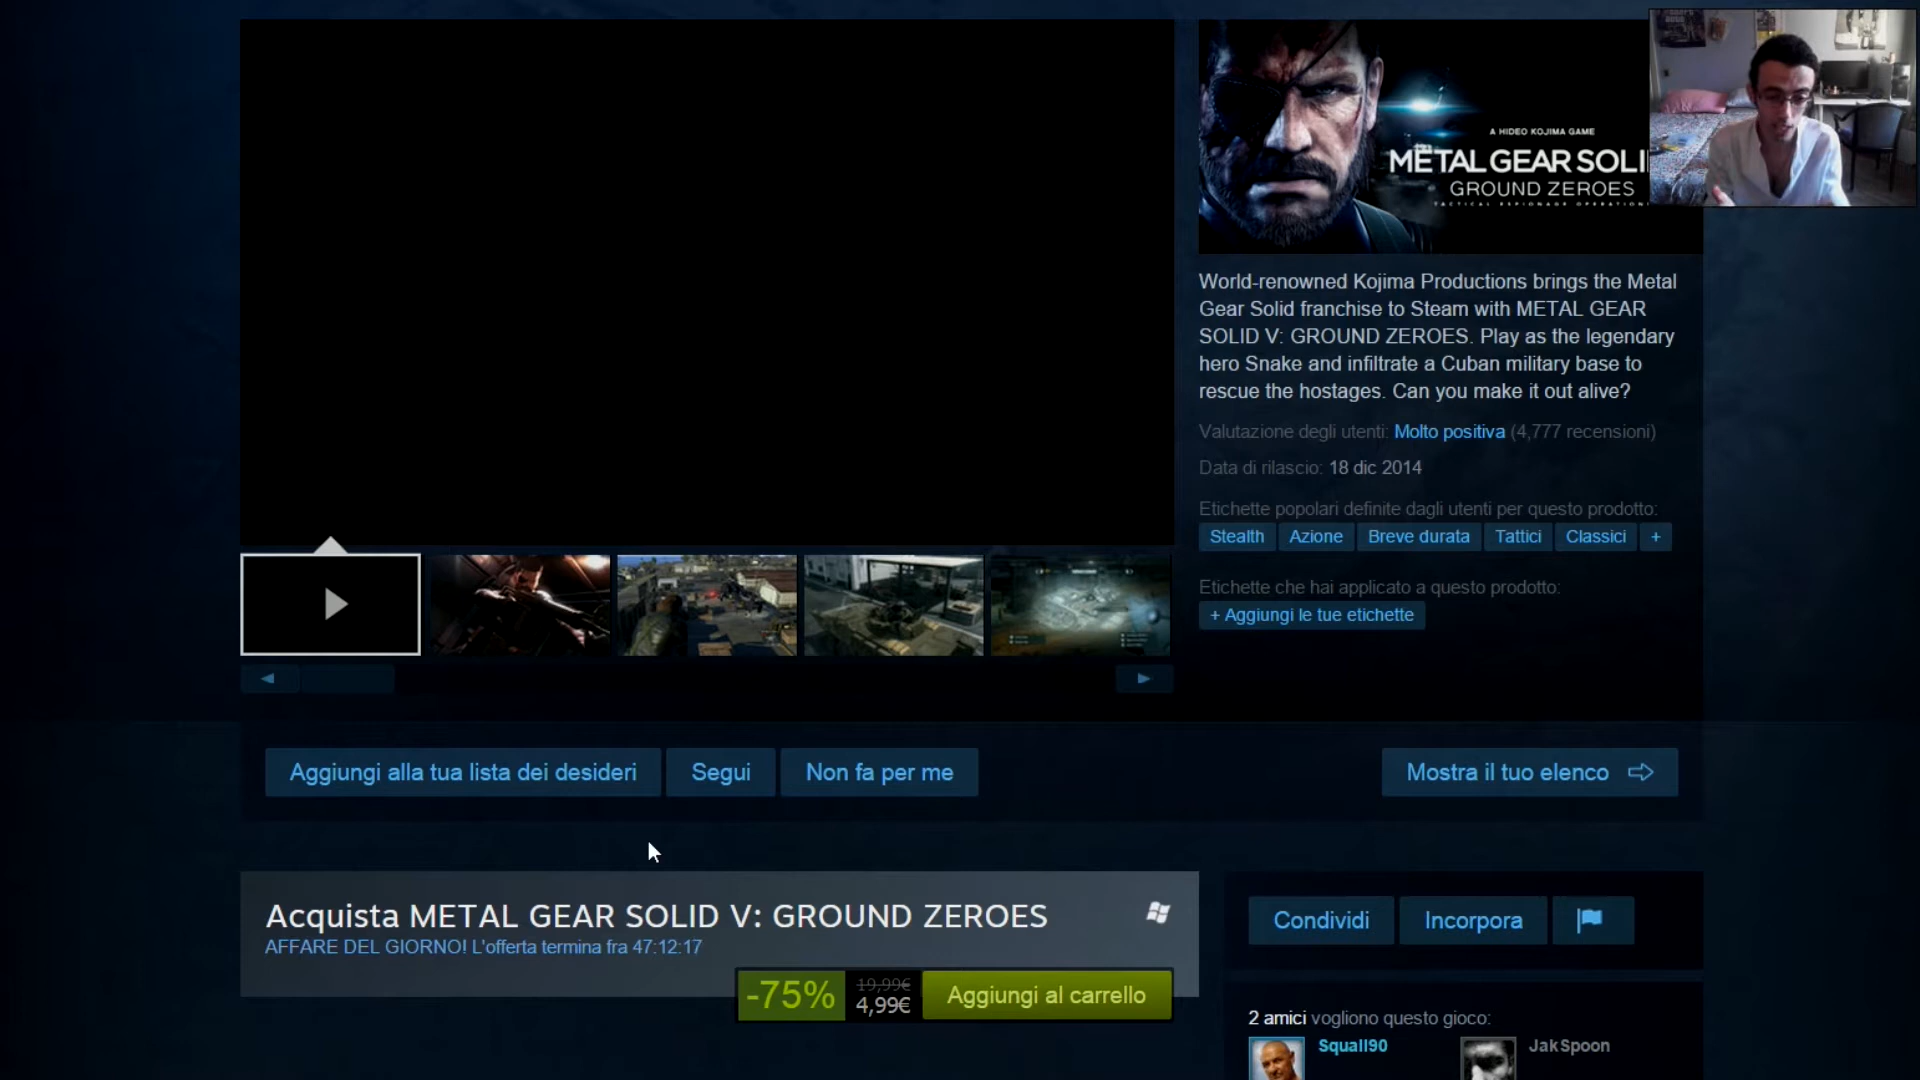 A HIDEO KOJIMA GAME
METAL GEAR SOLI
GROUND ZEROES
TACTICAL ESPIONAGE OPERATIONS
World-renowned Kojima Productions brings the Metal
Gear Solid franchise to Steam with METAL GEAR
SOLID V: GROUND ZEROES. Play as the legendary
hero Snake and infiltrate a Cuban military base to
rescue the hostages. Can you make it out alive?
Valutazione degli utenti: Molto positiva (4,777 recensioni)
Data di rilascio: 18 dic 2014
Etichette popolari definite dagli utenti per questo prodotto:
Stealth Azione Breve durata Tattici Classici +
Etichette che hai applicato a questo prodotto:
+ Aggiungi le tue etichette
Aggiungi alla tua lista dei desideri Segui Non fa per me Mostra il tuo elenco
Acquista METAL GEAR SOLID V: GROUND ZEROES
AFFARE DEL GIORNO! L'offerta termina fra 47:12:17
-75% 19,99€ 4,99€ Aggiungi al carrello
Condividi Incorpora
2 amici vogliono questo gioco:
Squall90 JakSpoon